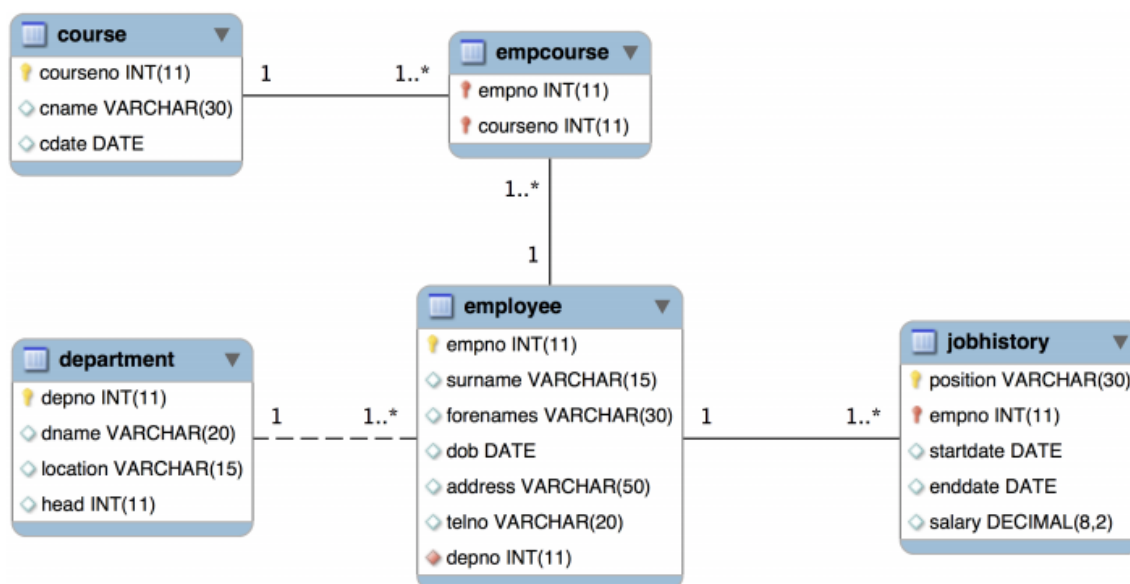 course
courseno INT(11)
cname VARCHAR(30)
cdate DATE
1
1..*
empcourse
empno INT(11)
courseno INT(11)
1..*
1
department
depno INT(11)
dname VARCHAR(20)
location VARCHAR(15)
head INT(11)
1
1..*
employee
empno INT(11)
surname VARCHAR(15)
forenames VARCHAR(30)
dob DATE
address VARCHAR(50)
telno VARCHAR(20)
depno INT(11)
1
1..*
jobhistory
position VARCHAR(30)
empno INT(11)
startdate DATE
enddate DATE
salary DECIMAL(8,2)